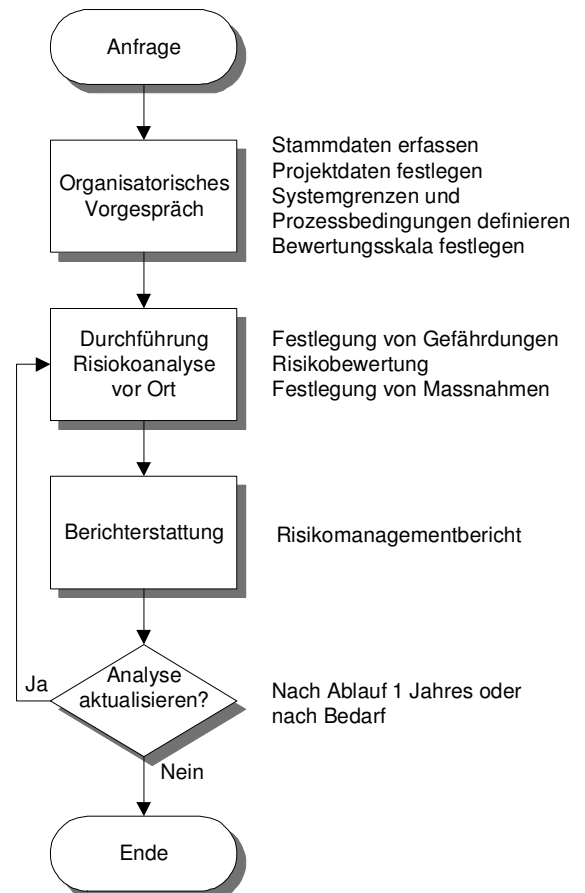 Anfrage
Organisatorisches
Vorgespräch
Stammdaten erfassen
Projektdaten festlegen
Systemgrenzen und
Prozessbedingungen definieren
Bewertungsskala festlegen
Durchführung
Risiokoanalyse
vor Ort
Festlegung von Gefährdungen
Risikobewertung
Festlegung von Massnahmen
Berichterstattung
Risikomanagementbericht
Analyse
aktualisieren?
Ja
Nach Ablauf 1 Jahres oder
nach Bedarf
Nein
Ende